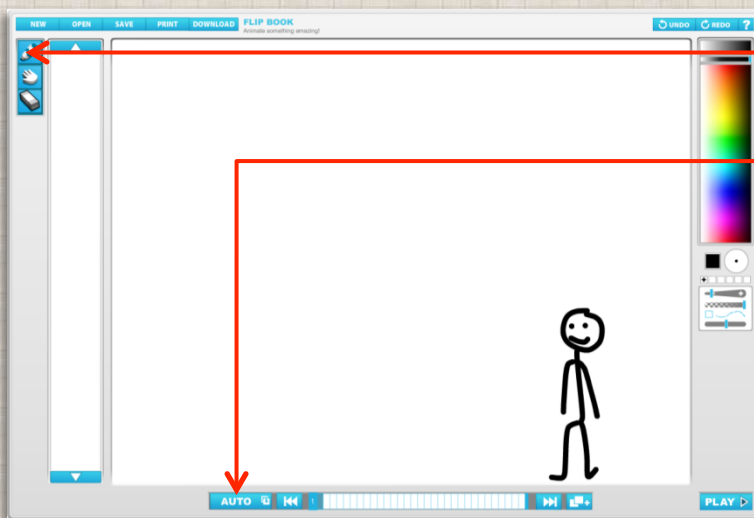 NEW OPEN SAVE PRINT DOWNLOAD FLIP BOOK UNDO REDO ?
Animate something amazing!
AUTO 1
PLAY